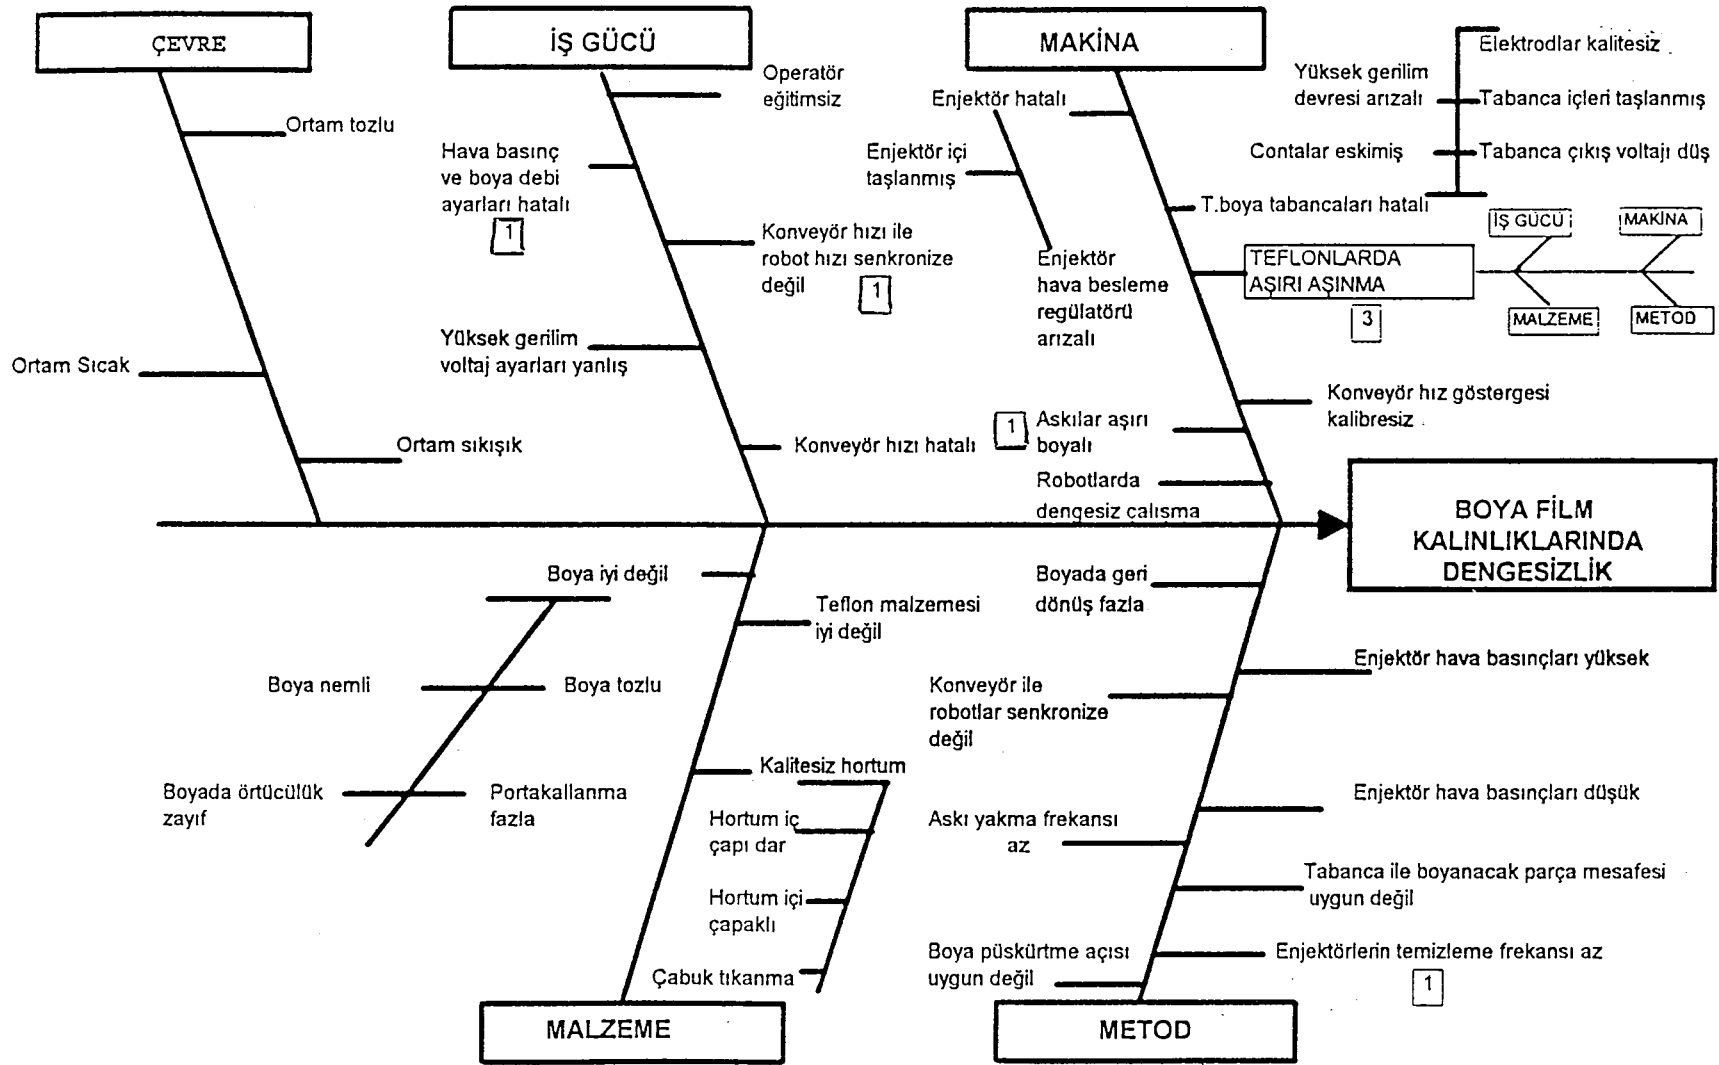 ÇEVRE
Ortam tozlu
Ortam Sıcak
Ortam sıkışık
İŞ GÜCÜ
Operatör
eğitimsiz
Hava basınç
ve boya debi
ayarları hatalı
1
Konveyör hızı ile
robot hızı senkronize
değil
1
Yüksek gerilim
voltaj ayarları yanlış
Konveyör hızı hatalı
MAKİNA
Enjektör hatalı
Enjektör içi
taşlanmış
Enjektör
hava besleme
regülatörü
arızalı
Elektrodlar kalitesiz
Yüksek gerilim
devresi arızalı
Tabanca içleri taşlanmış
Contalar eskimiş
Tabanca çıkış voltajı düş
T.boya tabancaları hatalı
TEFLONLARDA
AŞIRI AŞINMA
3
İŞ GÜCÜ
MAKİNA
MALZEME
METOD
Konveyör hız göstergesi
kalibresiz
1
Askılar aşırı
boyalı
Robotlarda
dengesiz calısma
BOYA FİLM
KALINLIKLARINDA
DENGESİZLİK
Boya iyi değil
Teflon malzemesi
iyi değil
Boya nemli
Boya tozlu
Boyada örtücülük
zayıf
Portakallanma
fazla
Kalitesiz hortum
Hortum iç
çapı dar
Hortum içi
çapaklı
Çabuk tıkanma
MALZEME
Boyada geri
dönüş fazla
Enjektör hava basınçları yüksek
Konveyör ile
robotlar senkronize
değil
Enjektör hava basınçları düşük
Askı yakma frekansı
az
Tabanca ile boyanacak parça mesafesi
uygun değil
Boya püskürtme açısı
uygun değil
Enjektörlerin temizleme frekansı az
1
METOD